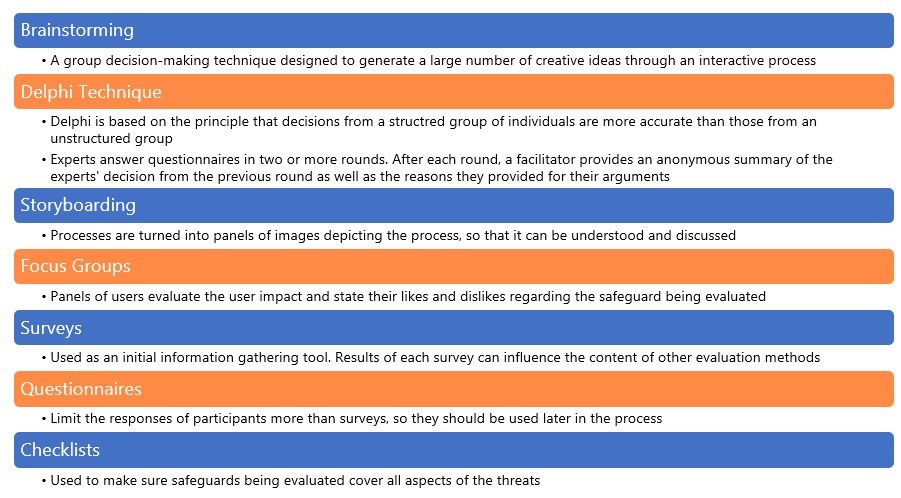 Brainstorming
• A group decision-making technique designed to generate a large number of creative ideas through an interactive process
Delphi Technique
• Delphi is based on the principle that decisions from a structred group of individuals are more accurate than those from an
unstructured group
• Experts answer questionnaires in two or more rounds. After each round, a facilitator provides an anonymous summary of the
experts' decision from the previous round as well as the reasons they provided for their arguments
Storyboarding
• Processes are turned into panels of images depicting the process, so that it can be understood and discussed
Focus Groups
• Panels of users evaluate the user impact and state their likes and dislikes regarding the safeguard being evaluated
Surveys
• Used as an initial information gathering tool. Results of each survey can influence the content of other evaluation methods
Questionnaires
• Limit the responses of participants more than surveys, so they should be used later in the process
Checklists
• Used to make sure safeguards being evaluated cover all aspects of the threats